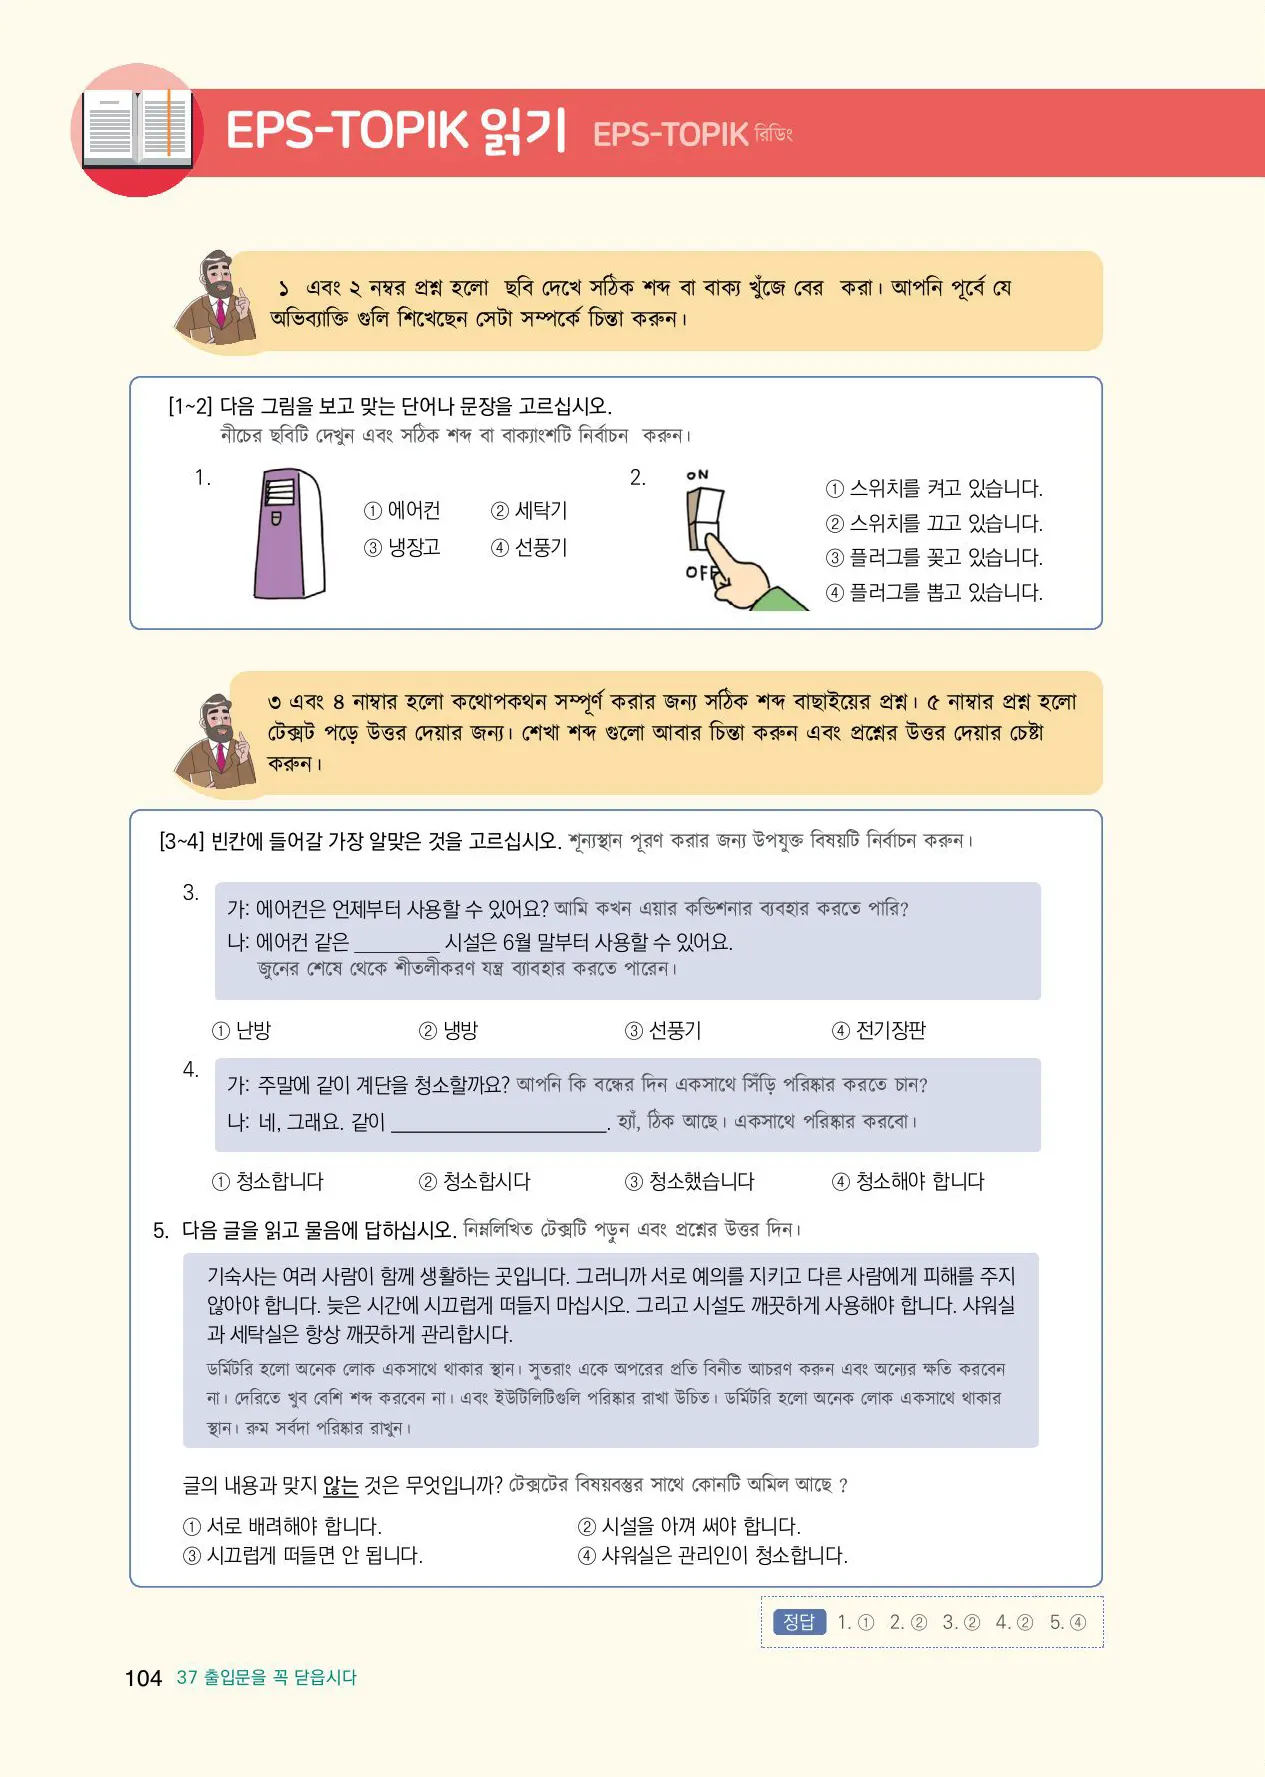 EPS-TOPIK 읽기 EPS-TOPIK রিডিং
১ এবং ২ নম্বর প্রশ্ন হলো ছবি দেখে সঠিক শব্দ বা বাক্য খুঁজে বের করা। আপনি পূর্বে যে
অভিব্যাক্তি গুলি শিখেছেন সেটা সম্পর্কে চিন্তা করুন।
[1~2] 다음 그림을 보고 맞는 단어나 문장을 고르십시오.
নীচের ছবিটি দেখুন এবং সঠিক শব্দ বা বাক্যাংশটি নির্বাচন করুন।
1.
① 에어컨 ② 세탁기
③ 냉장고 ④ 선풍기
2.
ON
OFF
① 스위치를 켜고 있습니다.
② 스위치를 끄고 있습니다.
③ 플러그를 꽂고 있습니다.
④ 플러그를 뽑고 있습니다.
৩ এবং ৪ নাম্বার হলো কথোপকথন সম্পূর্ণ করার জন্য সঠিক শব্দ বাছাইয়ের প্রশ্ন। ৫ নাম্বার প্রশ্ন হলো
টেক্সট পড়ে উত্তর দেয়ার জন্য। শেখা শব্দ গুলো আবার চিন্তা করুন এবং প্রশ্নের উত্তর দেয়ার চেষ্টা
করুন।
[3~4] 빈칸에 들어갈 가장 알맞은 것을 고르십시오. শূন্যস্থান পূরণ করার জন্য উপযুক্ত বিষয়টি নির্বাচন করুন।
3.
가: 에어컨은 언제부터 사용할 수 있어요? আমি কখন এয়ার কন্ডিশনার ব্যবহার করতে পারি?
나: 에어컨 같은 ________ 시설은 6월 말부터 사용할 수 있어요.
জুনের শেষে থেকে শীতলীকরণ যন্ত্র ব্যাবহার করতে পারেন।
① 난방 ② 냉방 ③ 선풍기 ④ 전기장판
4.
가: 주말에 같이 계단을 청소할까요? আপনি কি বন্ধের দিন একসাথে সিঁড়ি পরিষ্কার করতে চান?
나: 네, 그래요. 같이 ____________________. হ্যাঁ, ঠিক আছে। একসাথে পরিষ্কার করবো।
① 청소합니다 ② 청소합시다 ③ 청소했습니다 ④ 청소해야 합니다
5. 다음 글을 읽고 물음에 답하십시오. নিম্নলিখিত টেক্সটি পড়ুন এবং প্রশ্নের উত্তর দিন।
기숙사는 여러 사람이 함께 생활하는 곳입니다. 그러니까 서로 예의를 지키고 다른 사람에게 피해를 주지
않아야 합니다. 늦은 시간에 시끄럽게 떠들지 마십시오. 그리고 시설도 깨끗하게 사용해야 합니다. 샤워실
과 세탁실은 항상 깨끗하게 관리합시다.
ডর্মিটরি হলো অনেক লোক একসাথে থাকার স্থান। সুতরাং একে অপরের প্রতি বিনীত আচরণ করুন এবং অন্যের ক্ষতি করবেন
না। দেরিতে খুব বেশি শব্দ করবেন না। এবং ইউটিলিটিগুলি পরিষ্কার রাখা উচিত। ডর্মিটরি হলো অনেক লোক একসাথে থাকার
স্থান। রুম সর্বদা পরিষ্কার রাখুন।
글의 내용과 맞지 않는 것은 무엇입니까? টেক্সটের বিষয়বস্তুর সাথে কোনটি অমিল আছে ?
① 서로 배려해야 합니다. ② 시설을 아껴 써야 합니다.
③ 시끄럽게 떠들면 안 됩니다. ④ 샤워실은 관리인이 청소합니다.
정답 1. ① 2. ② 3. ② 4. ② 5. ④
104 37 출입문을 꼭 닫읍시다